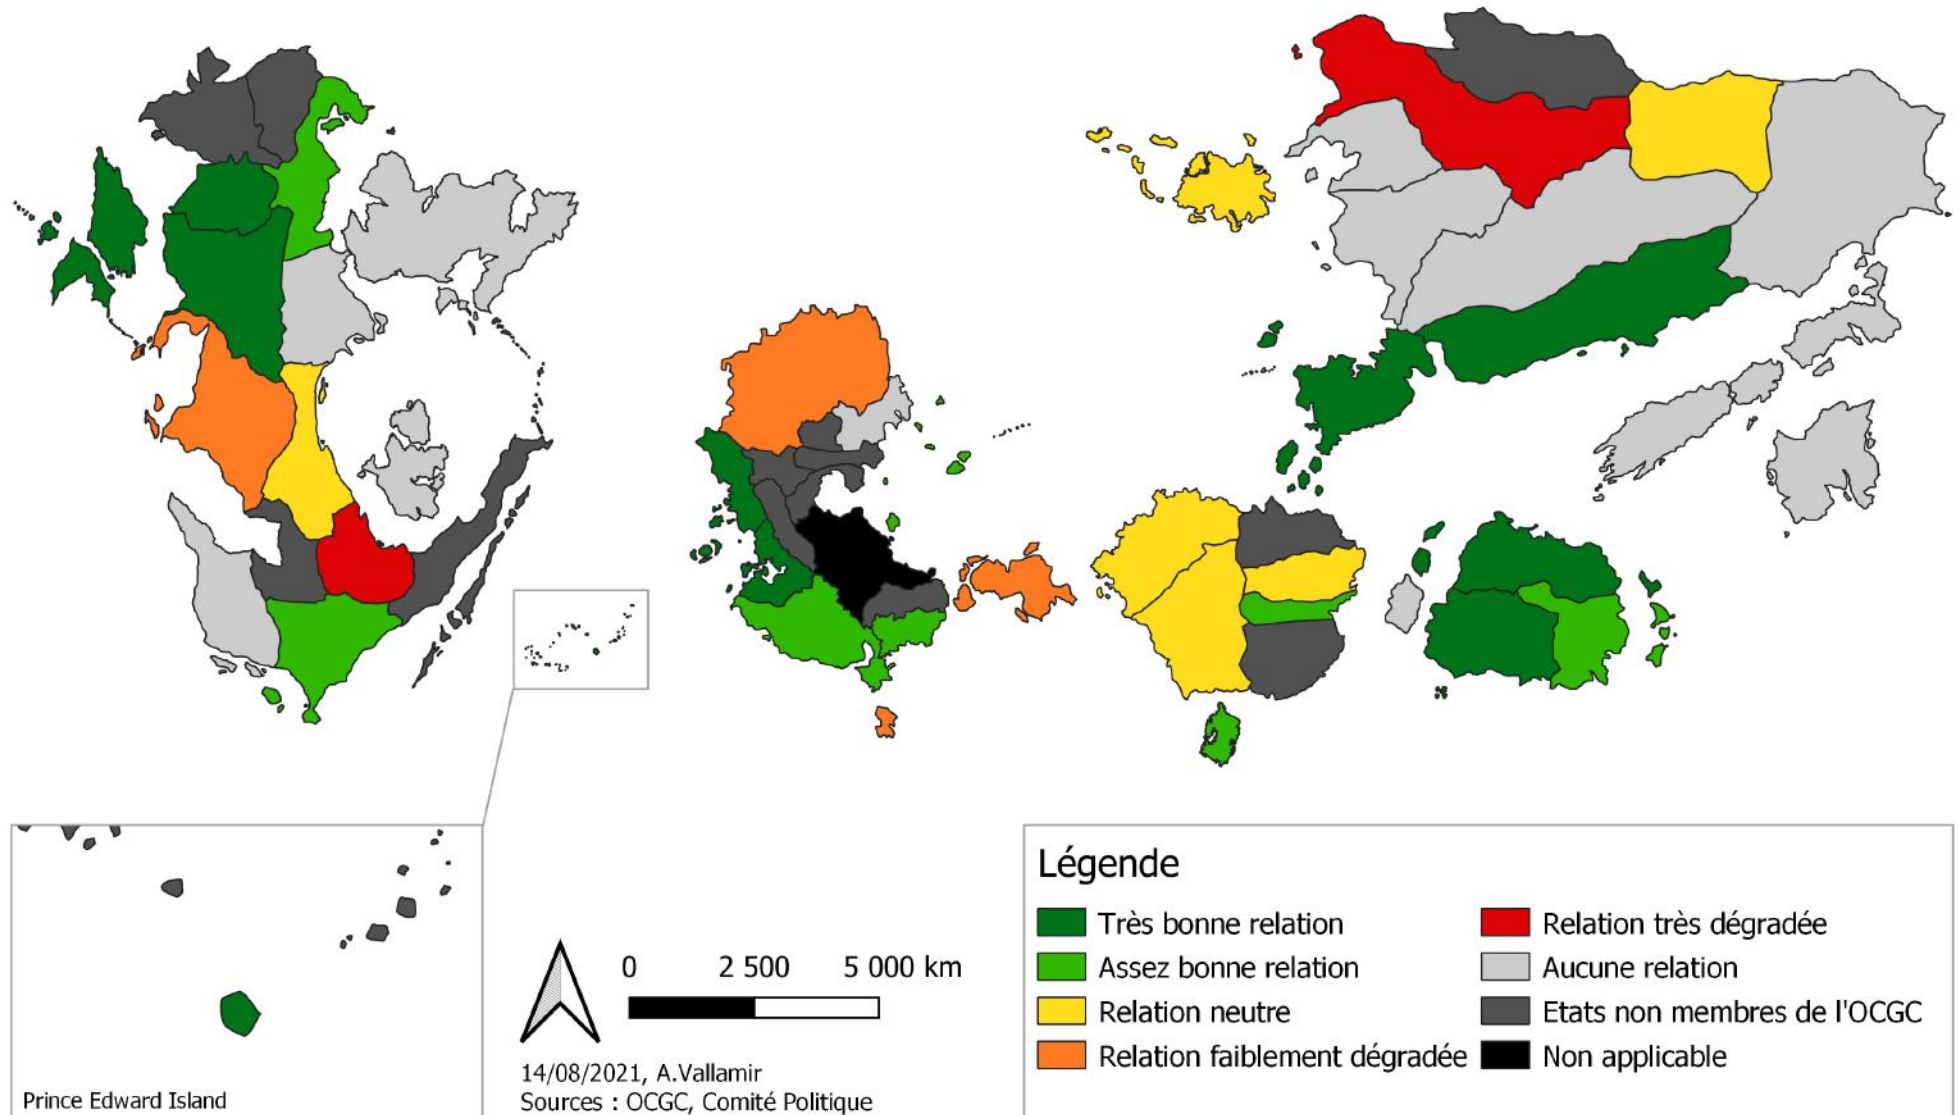 Légende
Très bonne relation
Assez bonne relation
Relation neutre
Relation faiblement dégradée
Relation très dégradée
Aucune relation
Etats non membres de l'OCGC
Non applicable
0 2 500 5 000 km
14/08/2021, A.Vallamir
Sources : OCGC, Comité Politique
Prince Edward Island